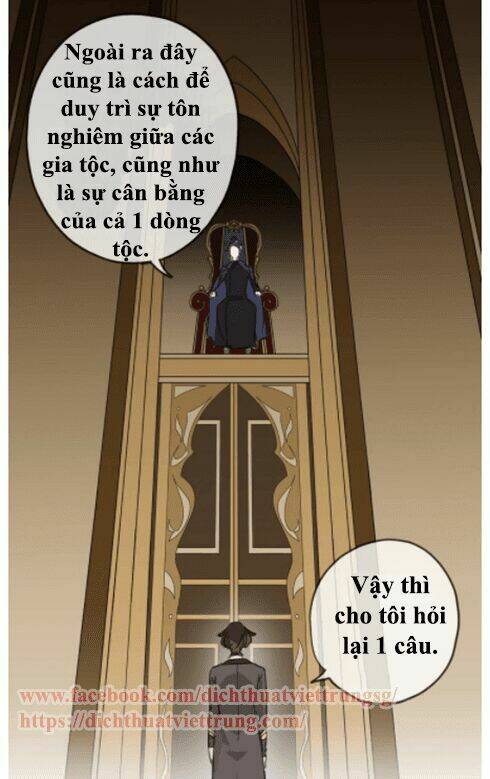 Ngoài ra đây
cũng là cách để
duy trì sự tôn
nghiêm giữa các
gia tộc, cũng như
là sự cân bằng
của cả 1 dòng
tộc.
Vậy thì
cho tôi hỏi
lại 1 câu.
www.facebook.com/dichthuatviettrungsg/
https://dichthuatviettrung.com/